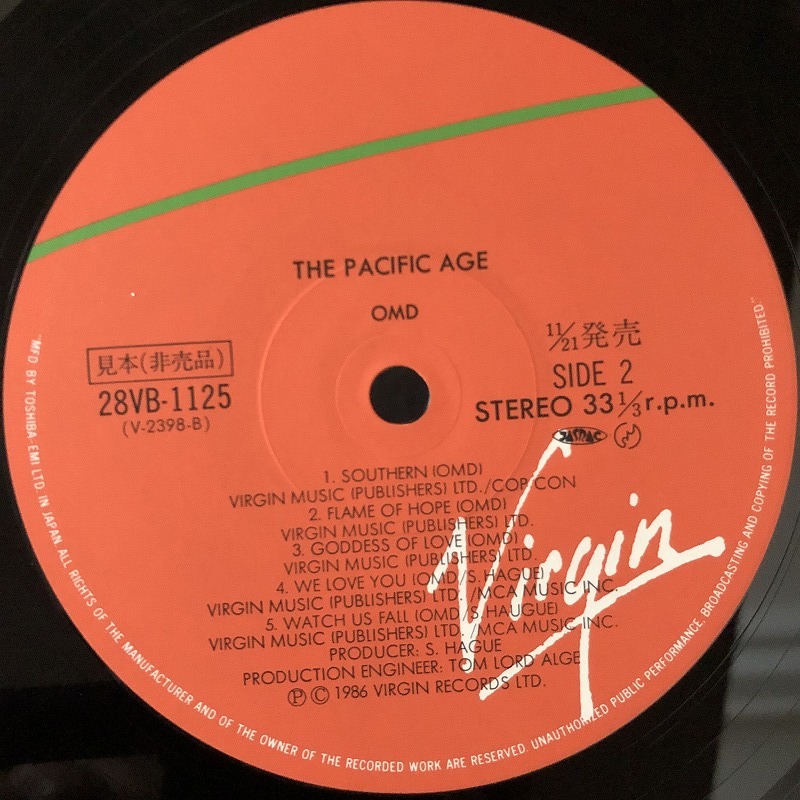 THE PACIFIC AGE
OMD
見本(非売品)
28VB-1125
(V-2398-B)
11/21発売
SIDE 2
STEREO 33 1/3 r.p.m.
JASRAC
1. SOUTHERN (OMD)
VIRGIN MUSIC (PUBLISHERS) LTD./COP CON
2. FLAME OF HOPE (OMD)
VIRGIN MUSIC (PUBLISHERS) LTD.
3. GODDESS OF LOVE (OMD)
VIRGIN MUSIC (PUBLISHERS) LTD.
4. WE LOVE YOU (OMD/S. HAGUE)
VIRGIN MUSIC (PUBLISHERS) LTD./MCA MUSIC INC.
5. WATCH US FALL (OMD/S. HAUGUE)
VIRGIN MUSIC (PUBLISHERS) LTD./MCA MUSIC INC.
PRODUCER: S. HAGUE
PRODUCTION ENGINEER: TOM LORD ALGE
Ⓟ © 1986 VIRGIN RECORDS LTD.
Virgin
"MFD BY TOSHIBA-EMI LTD. IN JAPAN ALL RIGHTS OF THE MANUFACTURER AND OF THE OWNER OF THE RECORDED WORK ARE RESERVED. UNAUTHORIZED PUBLIC PERFORMANCE, BROADCASTING AND COPYING OF THE RECORD PROHIBITED."